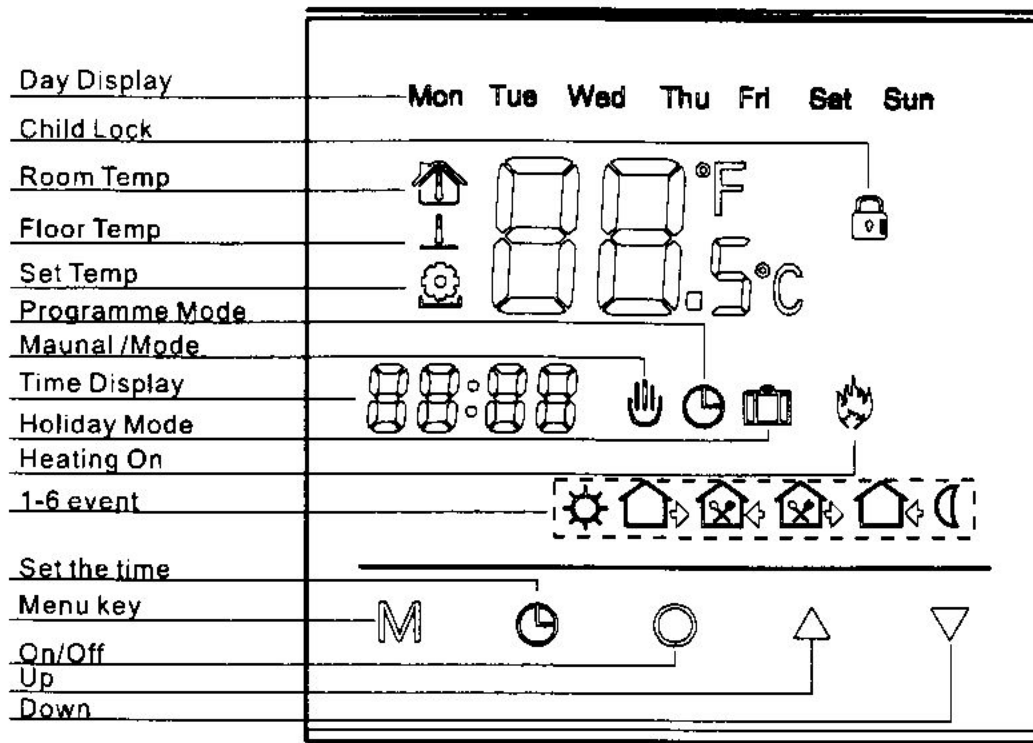 Day Display
Mon Tue Wed Thu Fri Sat Sun
Child Lock
Room Temp
°F
Floor Temp
Set Temp
88.5°C
Programme Mode
Maunal /Mode
Time Display
88:88
Holiday Mode
Heating On
1-6 event
Set the time
Menu key
M
On/Off
Up
Down